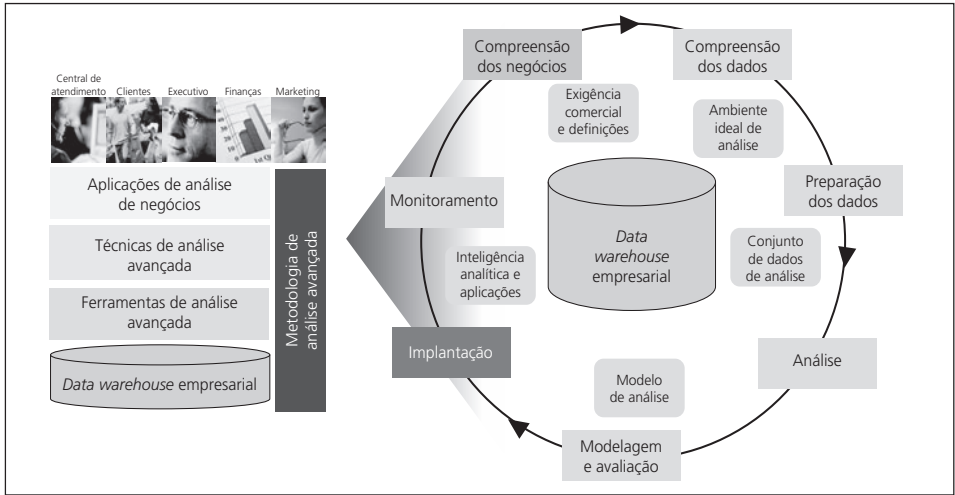 Central de
atendimento
Clientes
Executivo
Finanças
Marketing
Aplicações de análise
de negócios
Técnicas de análise
avançada
Ferramentas de análise
avançada
Data warehouse empresarial
Metodologia de
análise avançada
Compreensão
dos negócios
Compreensão
dos dados
Exigência
comercial
e definições
Ambiente
ideal de
análise
Monitoramento
Preparação
dos dados
Data
warehouse
empresarial
Conjunto
de dados
de análise
Inteligência
analítica e
aplicações
Implantação
Análise
Modelo
de análise
Modelagem
e avaliação